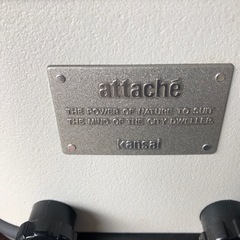 attaché
THE POWER OF NATURE TO SUIT
THE MIND OF THE CITY DWELLER.
kansai